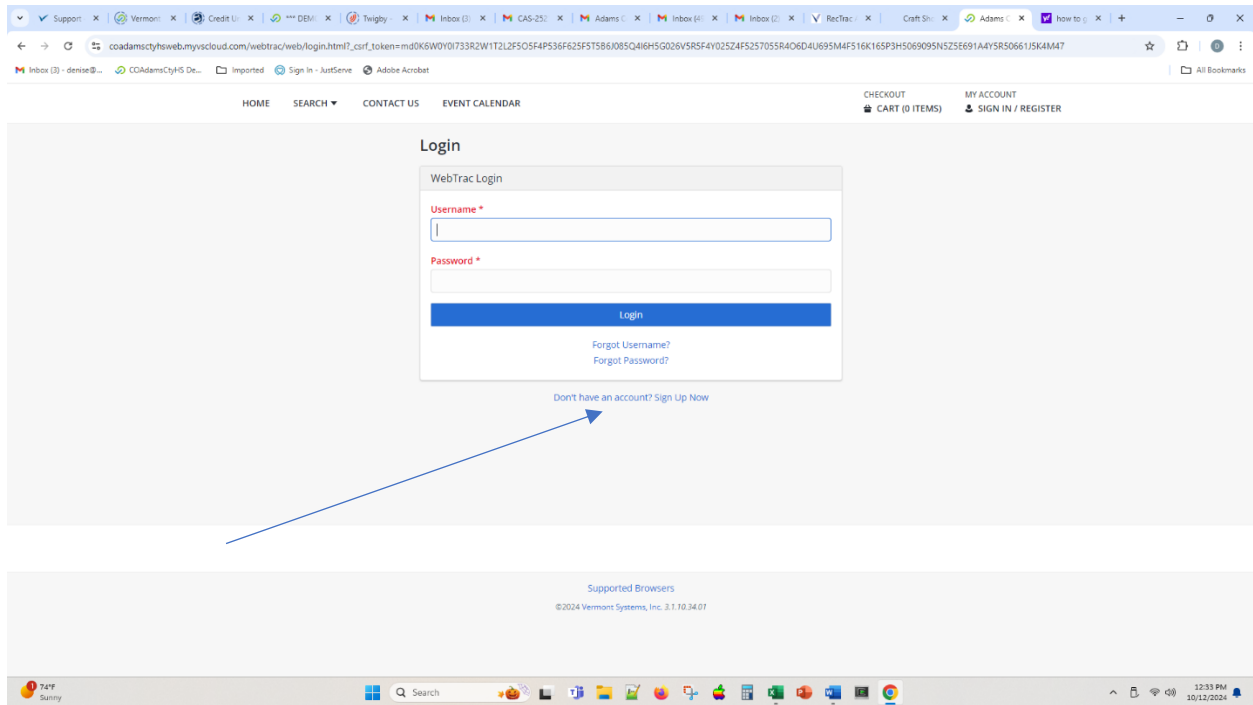 Support
Vermont
Credit U
*** DEM
Twigby -
Inbox (3)
CAS-252
Adams C
Inbox (4)
Inbox (2)
RecTrac
Craft Sho
Adams C
how to g
coadamsctyhsweb.myvscloud.com/webtrac/web/login.html?_csrf_token=
Inbox (3) - denise@...
COAdamsCtyHS De...
Imported
Sign In - JustServe
Adobe Acrobat
All Bookmarks
HOME SEARCH CONTACT US EVENT CALENDAR
CHECKOUT
CART (0 ITEMS)
MY ACCOUNT
SIGN IN / REGISTER
Login
WebTrac Login
Username *
Password *
Login
Forgot Username?
Forgot Password?
Don't have an account? Sign Up Now
Supported Browsers
©2024 Vermont Systems, Inc. 3.1.10.34.01
1
74°F
Sunny
Search
12:33 PM
10/12/2024